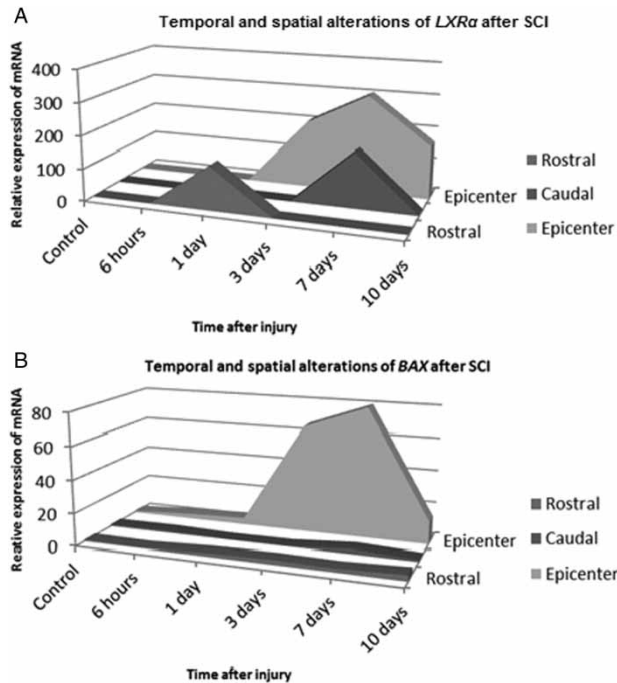 A
Temporal and spatial alterations of LXRα after SCI
Relative expression of mRNA
400
300
200
100
0
Control
6 hours
1 day
3 days
7 days
10 days
Epicenter
Rostral
Rostral
Caudal
Epicenter
Time after injury
B
Temporal and spatial alterations of BAX after SCI
Reative expression of mRNA
80
60
40
20
0
Control
6 hours
1 day
3 days
7 days
10 days
Epicenter
Rostral
Rostral
Caudal
Epicenter
Time after injury